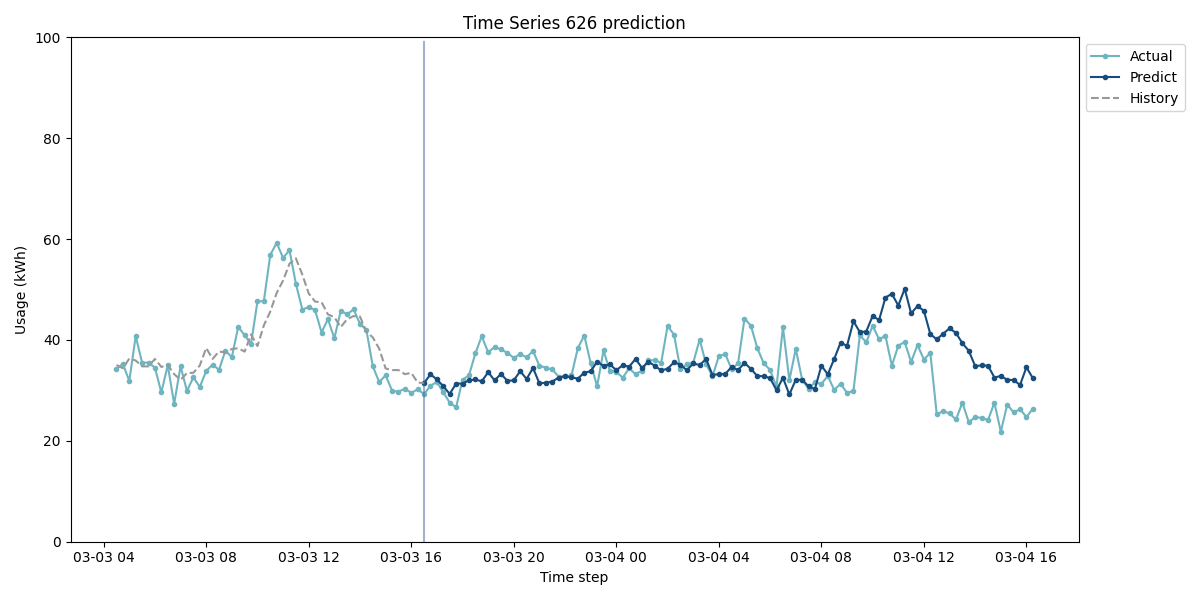 Time Series 626 prediction
100
80
60
40
20
0
Usage (kWh)
03-03 04
03-03 08
03-03 12
03-03 16
03-03 20
03-04 00
03-04 04
03-04 08
03-04 12
03-04 16
Time step
Actual
Predict
History